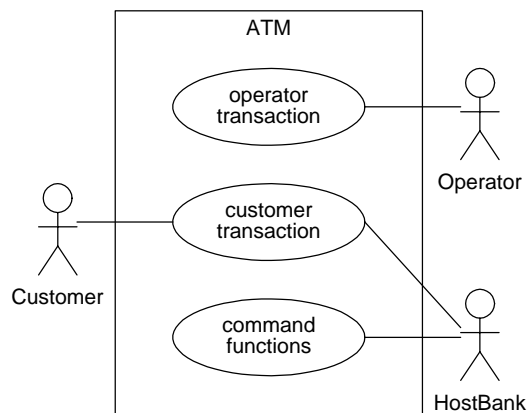 ATM
operator
transaction
Operator
customer
transaction
Customer
command
functions
HostBank